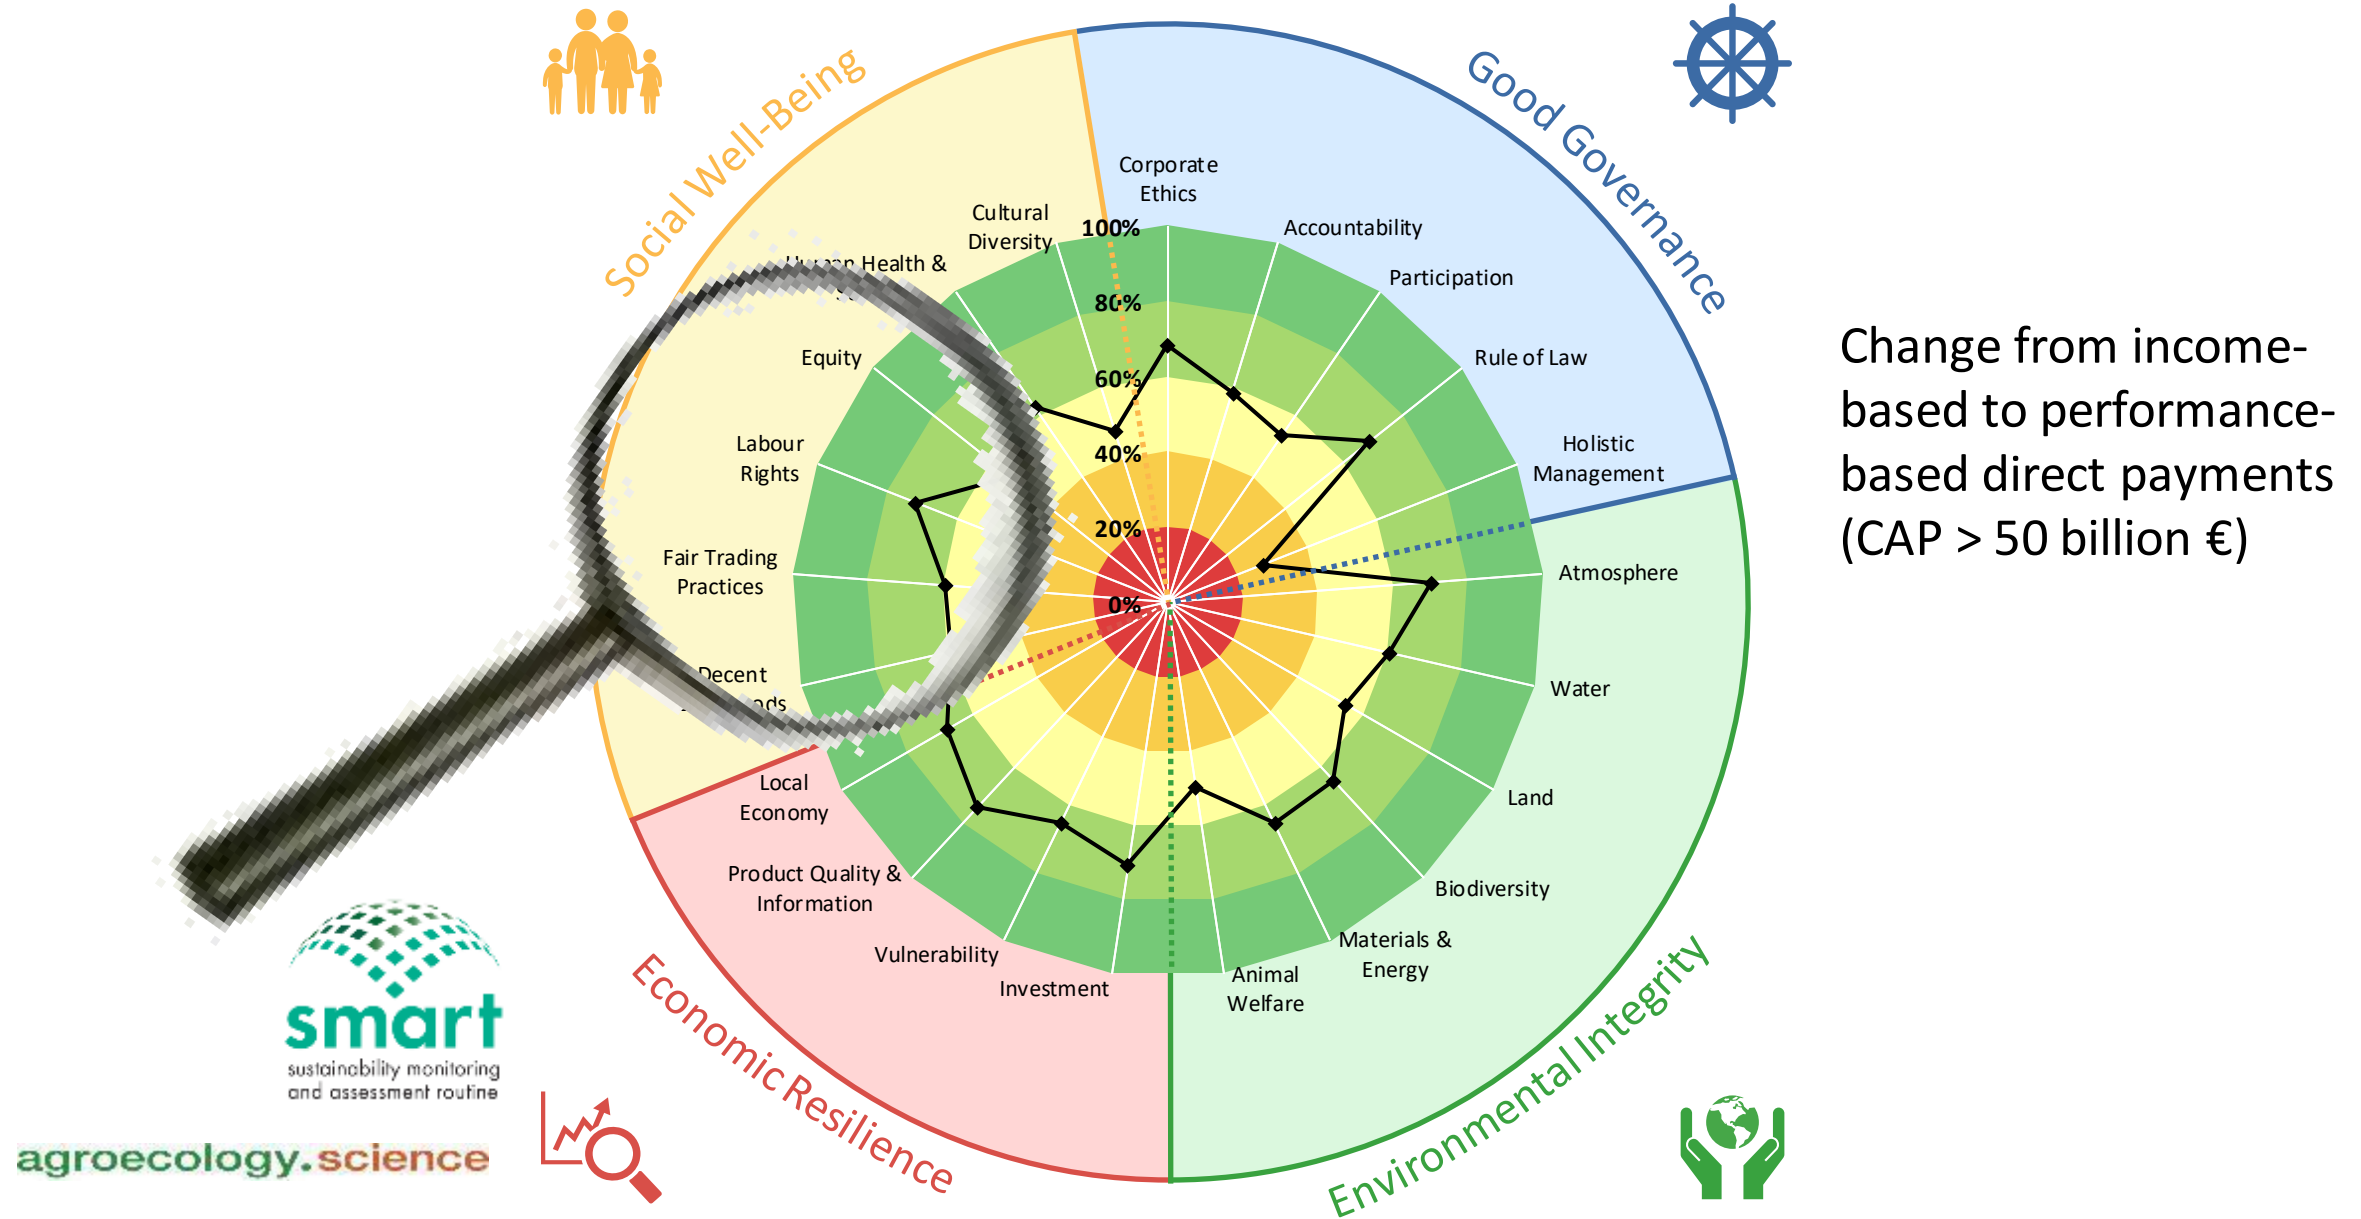 Social Well-Being
Good Governance
Corporate
Ethics
Cultural
Diversity
100%
Accountability
Health &
Participation
80%
Equity
60%
Rule of Law
Labour
Rights
40%
Holistic
Management
20%
Fair Trading
Practices
0%
Atmosphere
Decent
Water
Local
Economy
Land
Product Quality &
Information
Biodiversity
Vulnerability
Materials &
Energy
Investment
Animal
Welfare
Economic Resilience
Environmental Integrity
Change from income-
based to performance-
based direct payments
(CAP > 50 billion €)
smart
sustainability monitoring
and assessment routine
agroecology.science